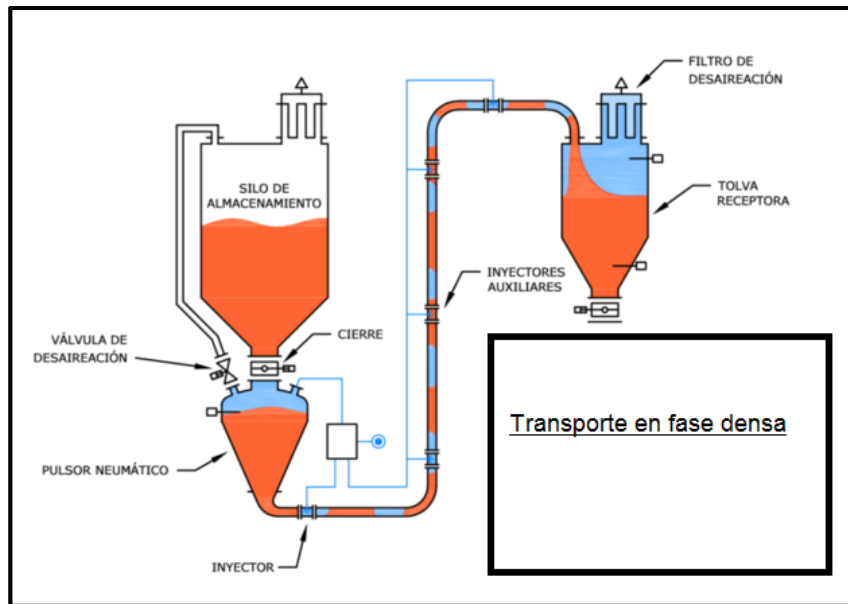 FILTRO DE
DESAIREACIÓN
SILO DE
ALMACENAMIENTO
TOLVA
RECEPTORA
INYECTORES
AUXILIARES
VÁLVULA DE
DESAIREACIÓN
CIERRE
Transporte en fase densa
PULSOR NEUMÁTICO
INYECTOR